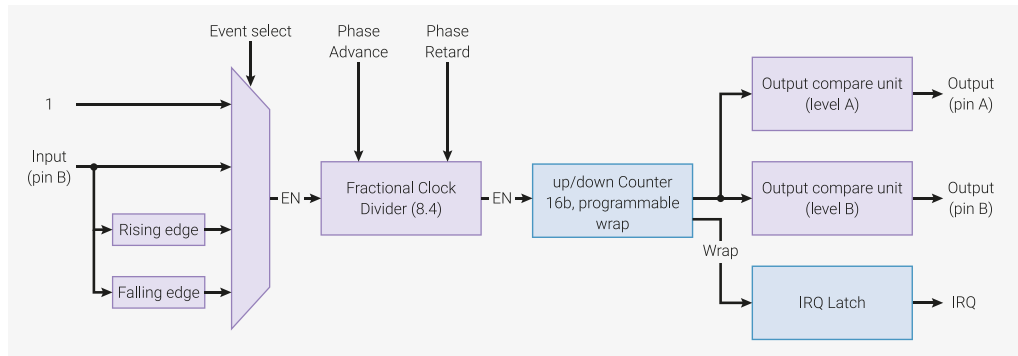 Event select
Phase
Advance
Phase
Retard
1
Input
(pin B)
Rising edge
Falling edge
EN
Fractional Clock
Divider (8.4)
EN
up/down Counter
16b, programmable
wrap
Wrap
Output compare unit
(level A)
Output
(pin A)
Output compare unit
(level B)
Output
(pin B)
IRQ Latch
IRQ